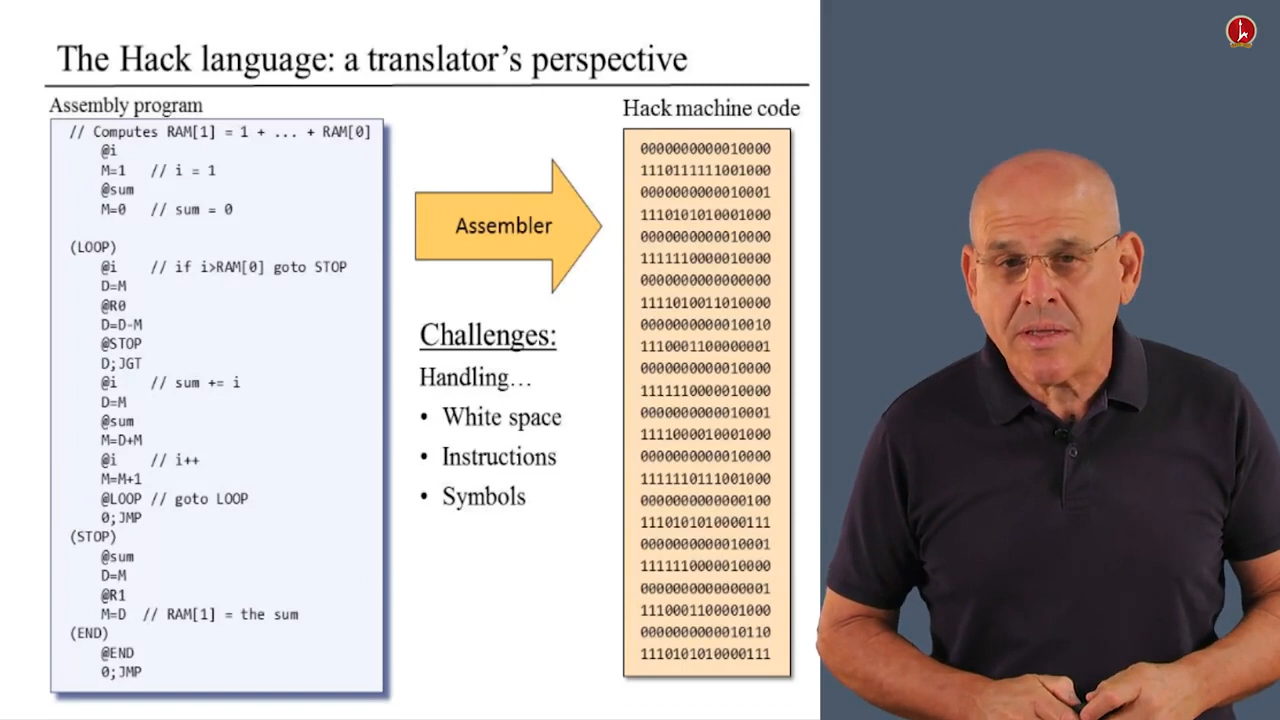 The Hack language: a translator's perspective
Assembly program
// Computes RAM[1] = 1 + ... + RAM[0]
@i
M=1 // i = 1
@sum
M=0 // sum = 0
(LOOP)
@i // if i>RAM[0] goto STOP
D=M
@R0
D=D-M
@STOP
D;JGT
@i // sum += i
D=M
@sum
M=D+M
@i // i++
M=M+1
@LOOP // goto LOOP
0;JMP
(STOP)
@sum
D=M
@R1
M=D // RAM[1] = the sum
(END)
@END
0;JMP
Assembler
Challenges:
Handling…
• White space
• Instructions
• Symbols
Hack machine code
0000000000010000
1110111111001000
0000000000010001
1110101010001000
0000000000010000
1111110000010000
0000000000000000
1111010011010000
0000000000010010
1110001100000001
0000000000010000
1111110000010000
0000000000010001
1111000010001000
0000000000010000
1111110111001000
0000000000000100
1110101010000111
0000000000010001
1111110000010000
0000000000000001
1110001100001000
0000000000010110
1110101010000111